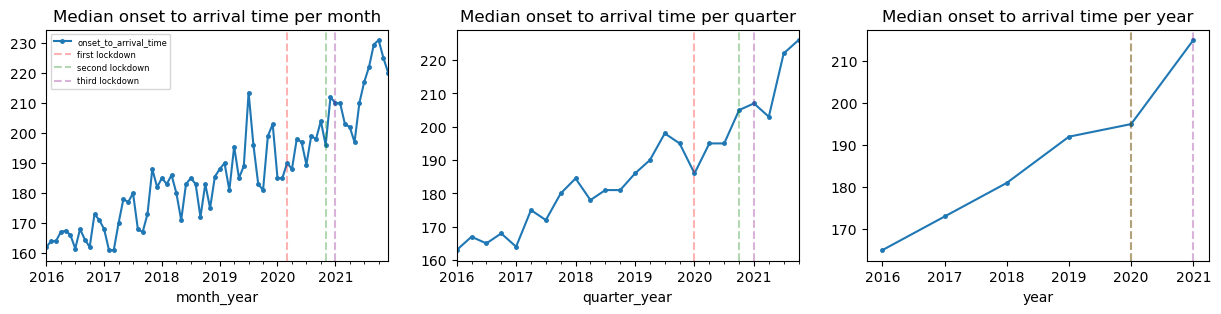 Median onset to arrival time per month
230
220
210
200
190
180
170
160
onset_to_arrival_time
first lockdown
second lockdown
third lockdown
2016 2017 2018 2019 2020 2021
month_year
Median onset to arrival time per quarter
220
210
200
190
180
170
160
2016 2017 2018 2019 2020 2021
quarter_year
Median onset to arrival time per year
210
200
190
180
170
2016 2017 2018 2019 2020 2021
year